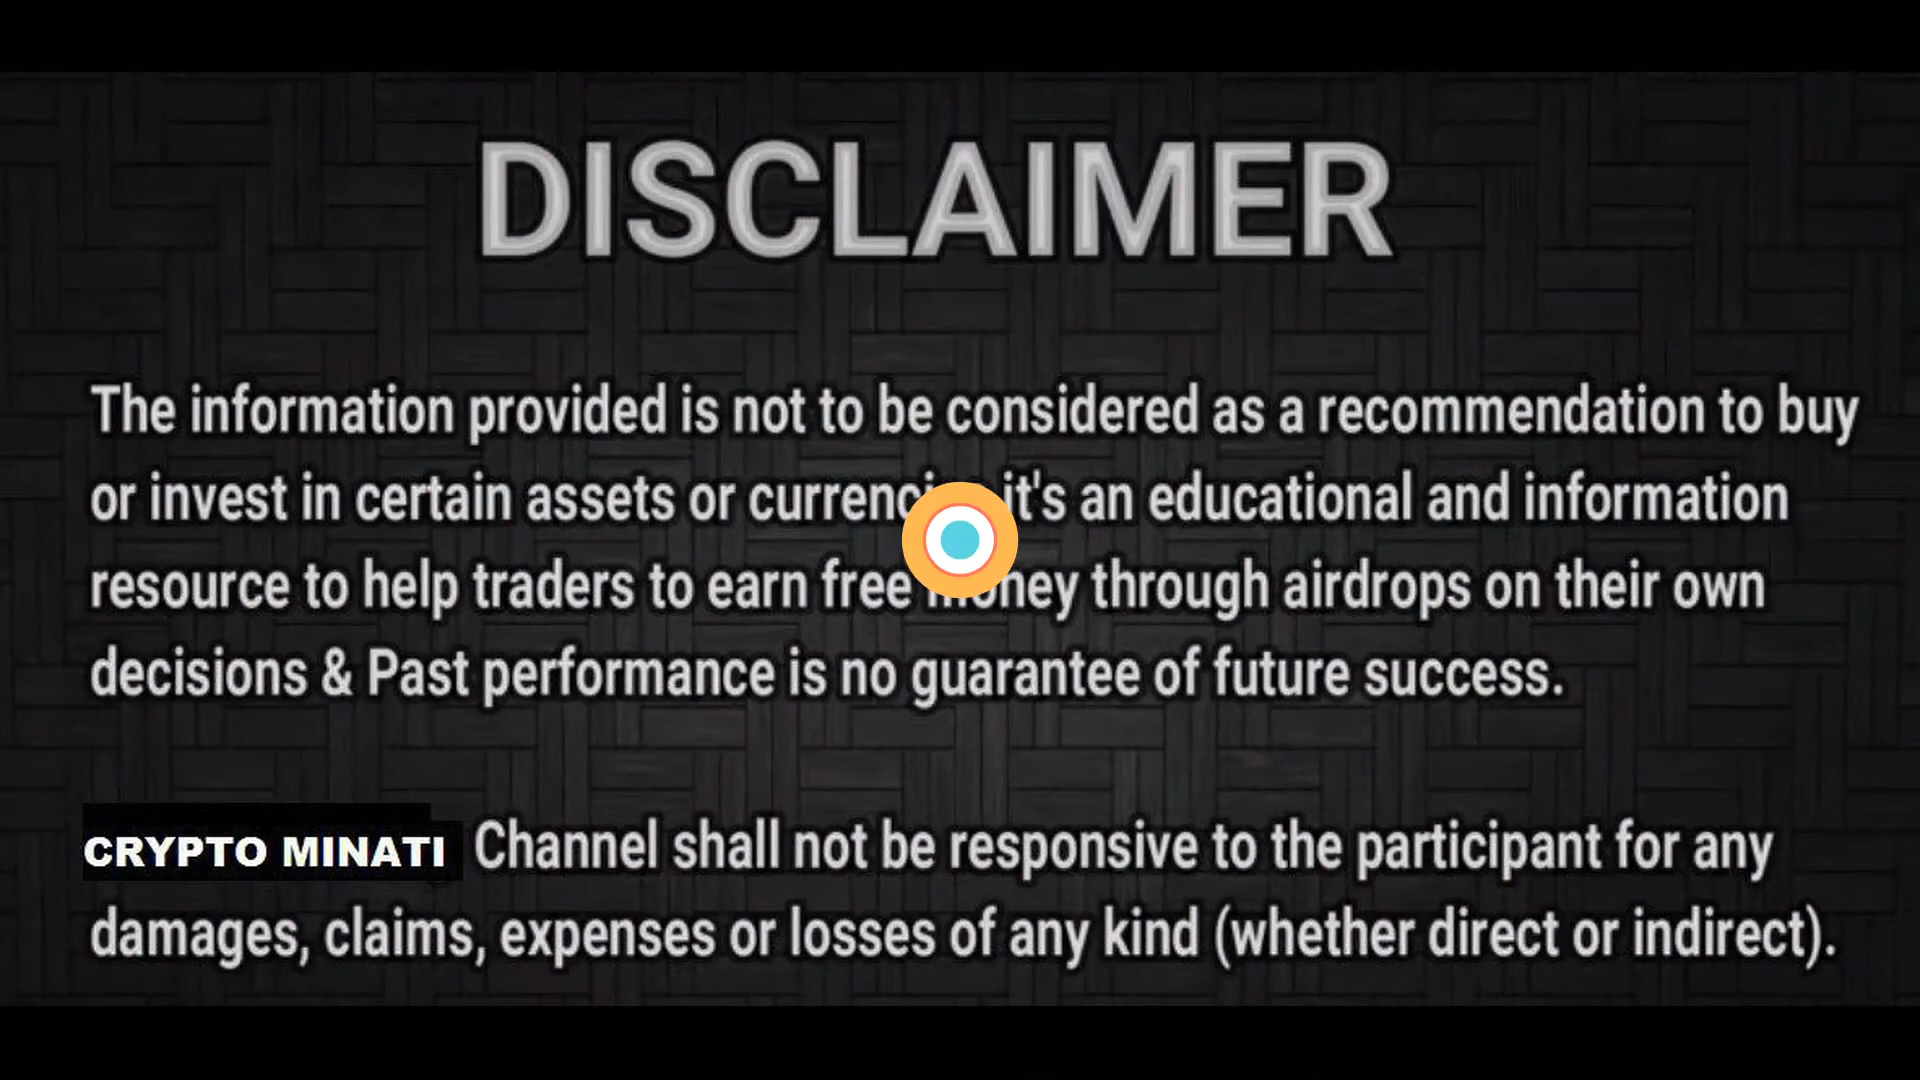 DISCLAIMER
The information provided is not to be considered as a recommendation to buy
or invest in certain assets or it's an educational and information
resource to help traders to earn free through airdrops on their own
decisions & Past performance is no guarantee of future success.
CRYPTO MINATI Channel shall not be responsive to the participant for any
damages, claims, expenses or losses of any kind (whether direct or indirect).